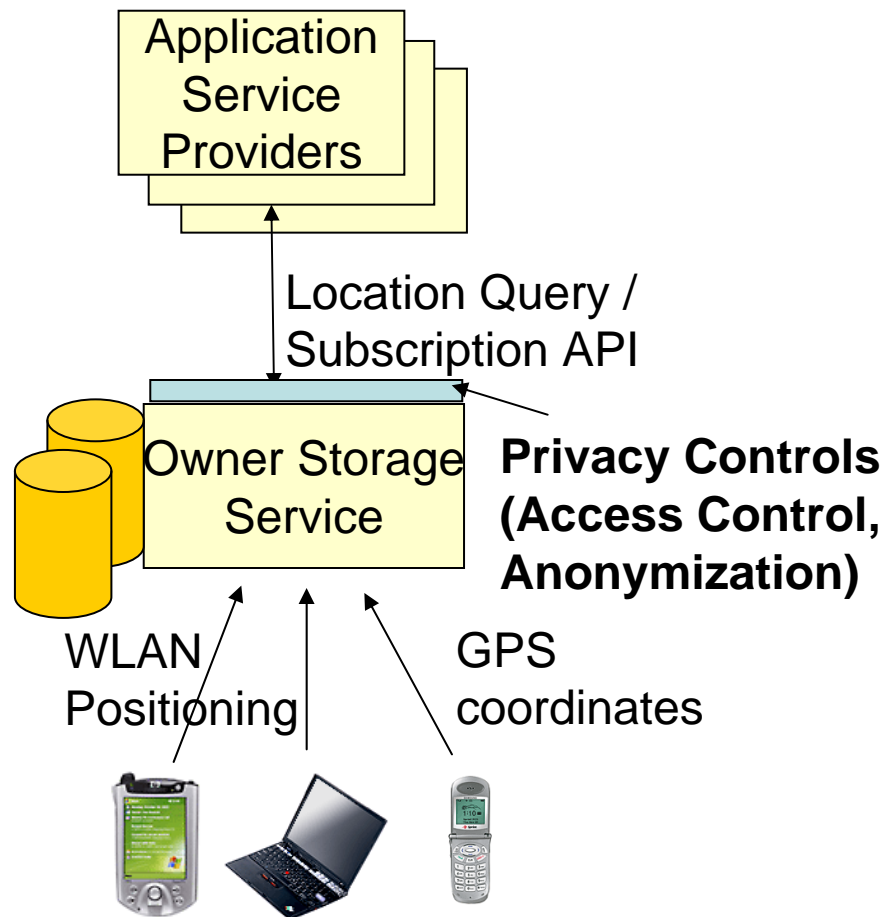 Application
Service
Providers
Location Query /
Subscription API
Owner Storage
Service
Privacy Controls
(Access Control,
Anonymization)
WLAN
Positioning
GPS
coordinates